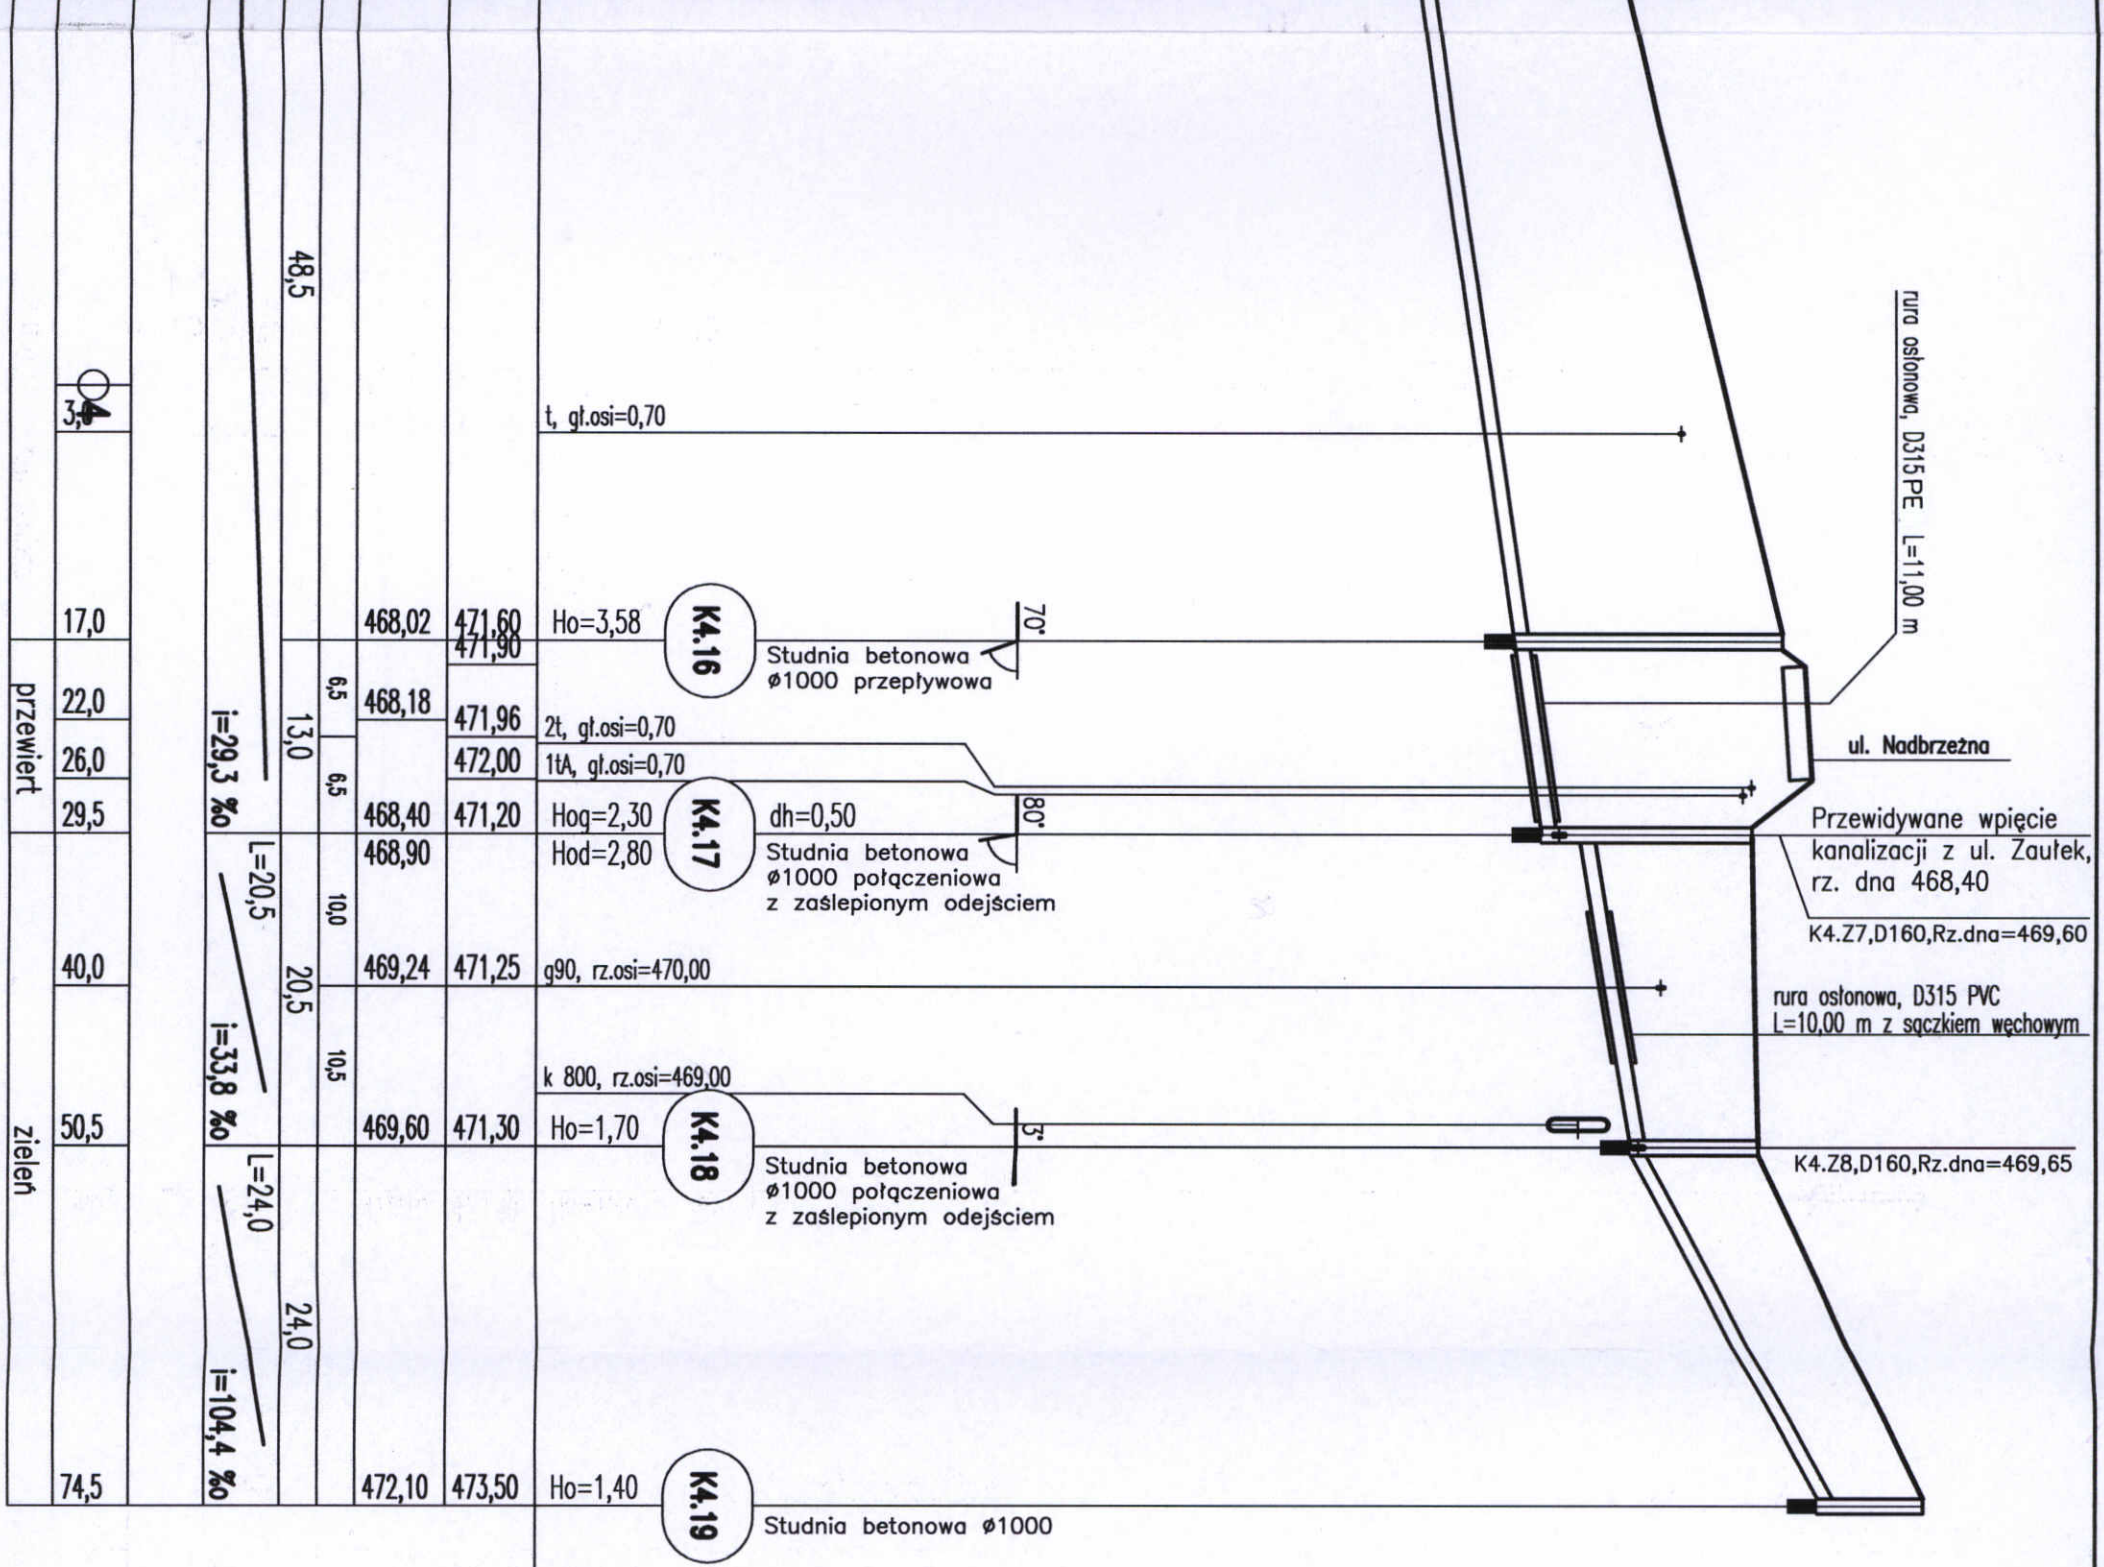 48,5
rura osłonowa, D315PE L=11,00 m
4
t, gł.osi=0,70
17,0
468,02
471,60
Ho=3,58
K4.16
70°
471,90
Studnia betonowa
ø1000 przepływowa
6,5
22,0
468,18
471,96
2t, gł.osi=0,70
przewiert
i=29,3 ‰
13,0
ul. Nadbrzeżna
26,0
472,00
1tA, gł.osi=0,70
6,5
29,5
468,40
471,20
Hog=2,30
K4.17
dh=0,50
80°
468,90
Hod=2,80
Studnia betonowa
ø1000 połączeniowa
z zaślepionym odejściem
Przewidywane wpięcie
kanalizacji z ul. Zaułek,
rz. dna 468,40
K4.Z7,D160,Rz.dna=469,60
L=20,5
10,0
40,0
20,5
469,24
471,25
g90, rz.osi=470,00
rura osłonowa, D315 PVC
L=10,00 m z sączkiem węchowym
i=33,8 ‰
10,5
k 800, rz.osi=469,00
zieleń
50,5
469,60
471,30
Ho=1,70
K4.18
3°
Studnia betonowa
ø1000 połączeniowa
z zaślepionym odejściem
K4.Z8,D160,Rz.dna=469,65
L=24,0
24,0
i=104,4 ‰
74,5
472,10
473,50
Ho=1,40
K4.19
Studnia betonowa ø1000